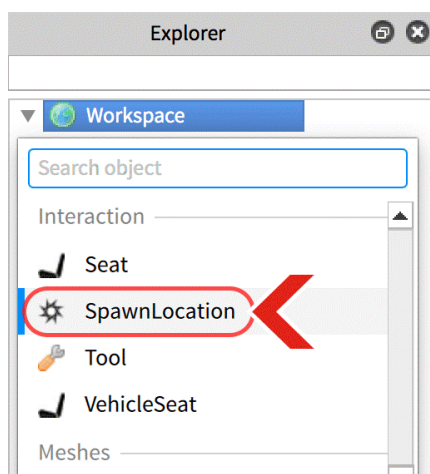 Explorer
Workspace
Search object
Interaction
Seat
SpawnLocation
Tool
VehicleSeat
Meshes